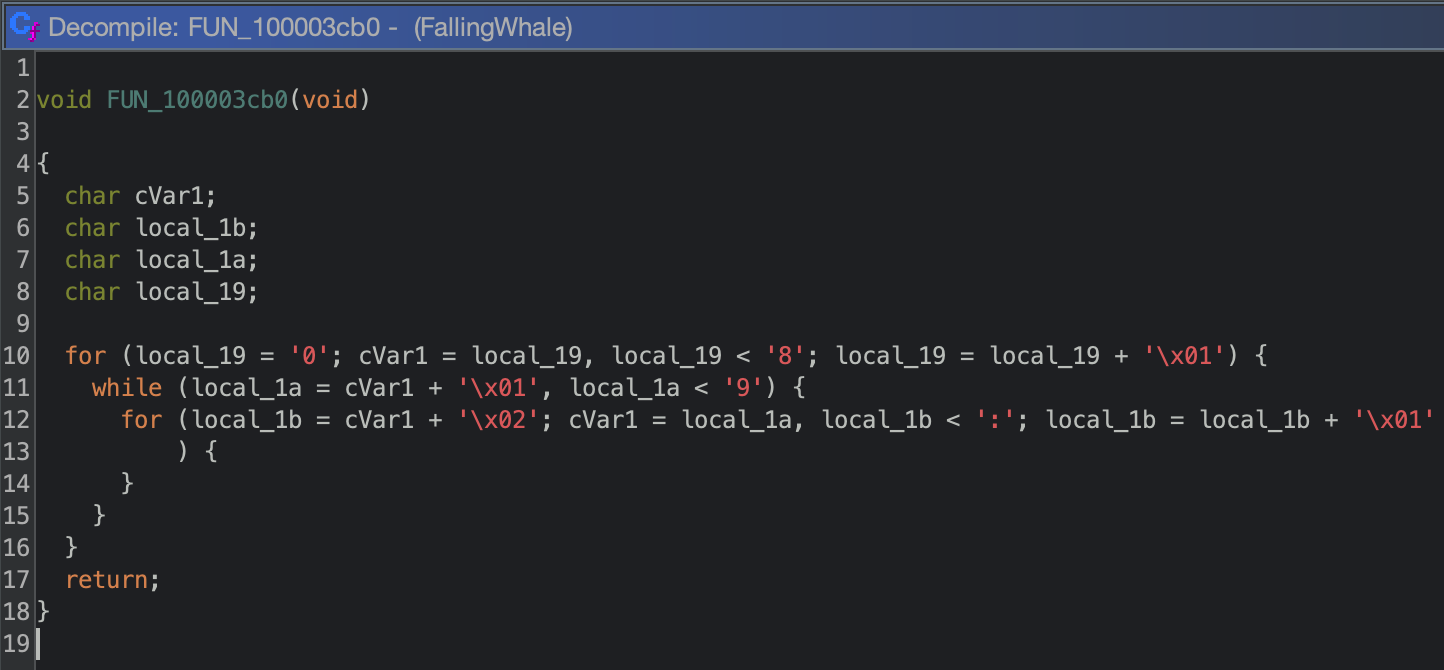 Decompile: FUN_100003cb0 - (FallingWhale)
1
2 void FUN_100003cb0(void)
3
4 {
5   char cVar1;
6   char local_1b;
7   char local_1a;
8   char local_19;
9
10   for (local_19 = '0'; cVar1 = local_19, local_19 < '8'; local_19 = local_19 + '\x01') {
11     while (local_1a = cVar1 + '\x01', local_1a < '9') {
12       for (local_1b = cVar1 + '\x02'; cVar1 = local_1a, local_1b < ':'; local_1b = local_1b + '\x01'
13           ) {
14       }
15     }
16   }
17   return;
18 }
19